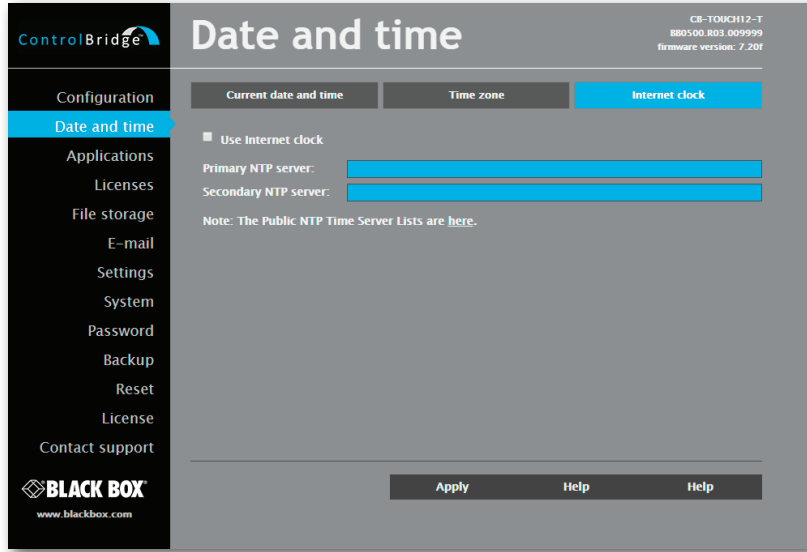 ControlBridge™
Date and time
CB-TOUCH12-T
BB0500.R03.009999
firmware version: 7.20f
Configuration
Date and time
Applications
Licenses
File storage
E-mail
Settings
System
Password
Backup
Reset
License
Contact support
BLACK BOX®
www.blackbox.com
Current date and time
Time zone
Internet clock
Use Internet clock
Primary NTP server:
Secondary NTP server:
Note: The Public NTP Time Server Lists are here.
Apply
Help
Help